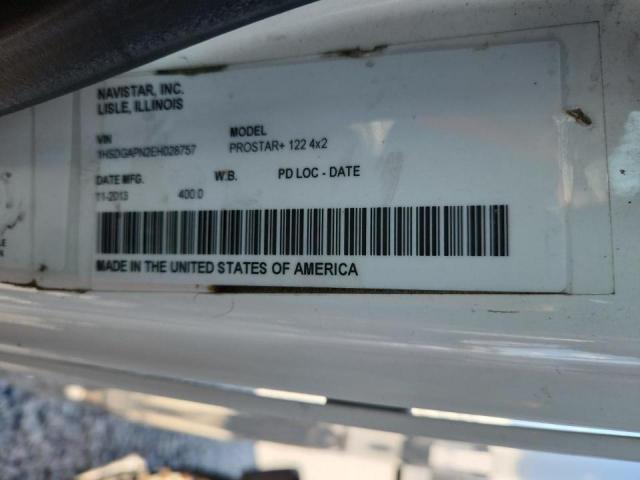 NAVISTAR, INC.
LISLE, ILLINOIS
VIN MODEL
1HSDGAPN2EH026757 PROSTAR+ 122 4x2
DATE MFG. W.B. PD LOC - DATE
11-2013 400.0
MADE IN THE UNITED STATES OF AMERICA